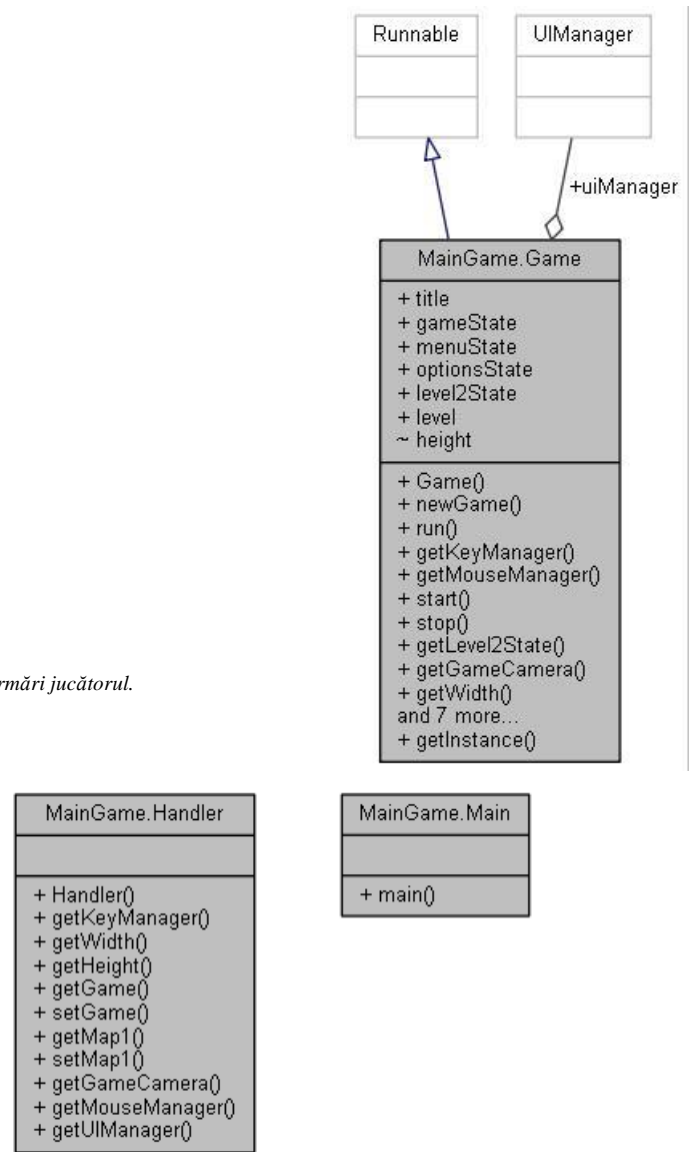 Runnable
UIManager
+uiManager
MainGame.Game
+ title
+ gameState
+ menuState
+ optionsState
+ level2State
+ level
~ height
+ Game()
+ newGame()
+ run()
+ getKeyManager()
+ getMouseManager()
+ start()
+ stop()
+ getLevel2State()
+ getGameCamera()
+ getWidth()
and 7 more...
+ getInstance()
jucătorul.
MainGame.Handler
+ Handler()
+ getKeyManager()
+ getWidth()
+ getHeight()
+ getGame()
+ setGame()
+ getMap1()
+ setMap1()
+ getGameCamera()
+ getMouseManager()
+ getUIManager()
MainGame.Main
+ main()